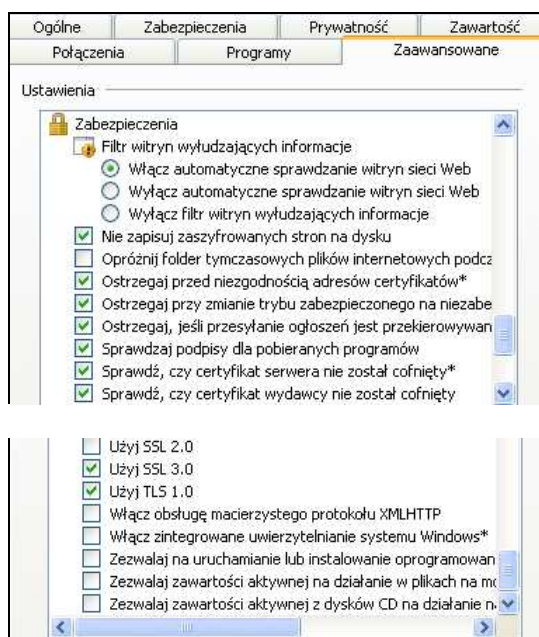 Ogólne Zabezpieczenia Prywatność Zawartość
Połączenia Programy Zaawansowane
Ustawienia
Zabezpieczenia
Filtr witryn wyłudzających informacje
Włącz automatyczne sprawdzanie witryn sieci Web
Wyłącz automatyczne sprawdzanie witryn sieci Web
Wyłącz filtr witryn wyłudzających informacje
Nie zapisuj zaszyfrowanych stron na dysku
Opróżnij folder tymczasowych plików internetowych podcz
Ostrzegaj przed niezgodnością adresów certyfikatów*
Ostrzegaj przy zmianie trybu zabezpieczonego na niezabe
Ostrzegaj, jeśli przesyłanie ogłoszeń jest przekierowywan
Sprawdzaj podpisy dla pobieranych programów
Sprawdź, czy certyfikat serwera nie został cofnięty*
Sprawdź, czy certyfikat wydawcy nie został cofnięty
Użyj SSL 2.0
Użyj SSL 3.0
Użyj TLS 1.0
Włącz obsługę macierzystego protokołu XMLHTTP
Włącz zintegrowane uwierzytelnianie systemu Windows*
Zezwalaj na uruchamianie lub instalowanie oprogramowan
Zezwalaj zawartości aktywnej na działanie w plikach na mo
Zezwalaj zawartości aktywnej z dysków CD na działanie n